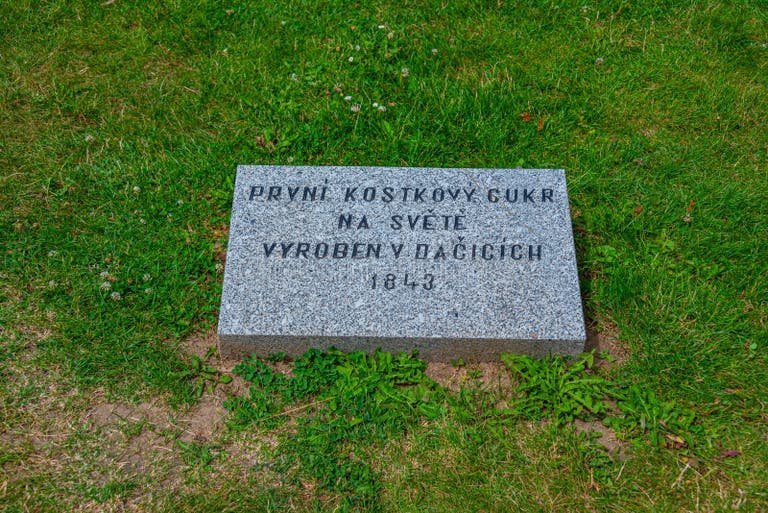 PRVNÍ KOSTKOVÝ CUKR
NA SVĚTĚ
VYROBEN V DAČICÍCH
1843